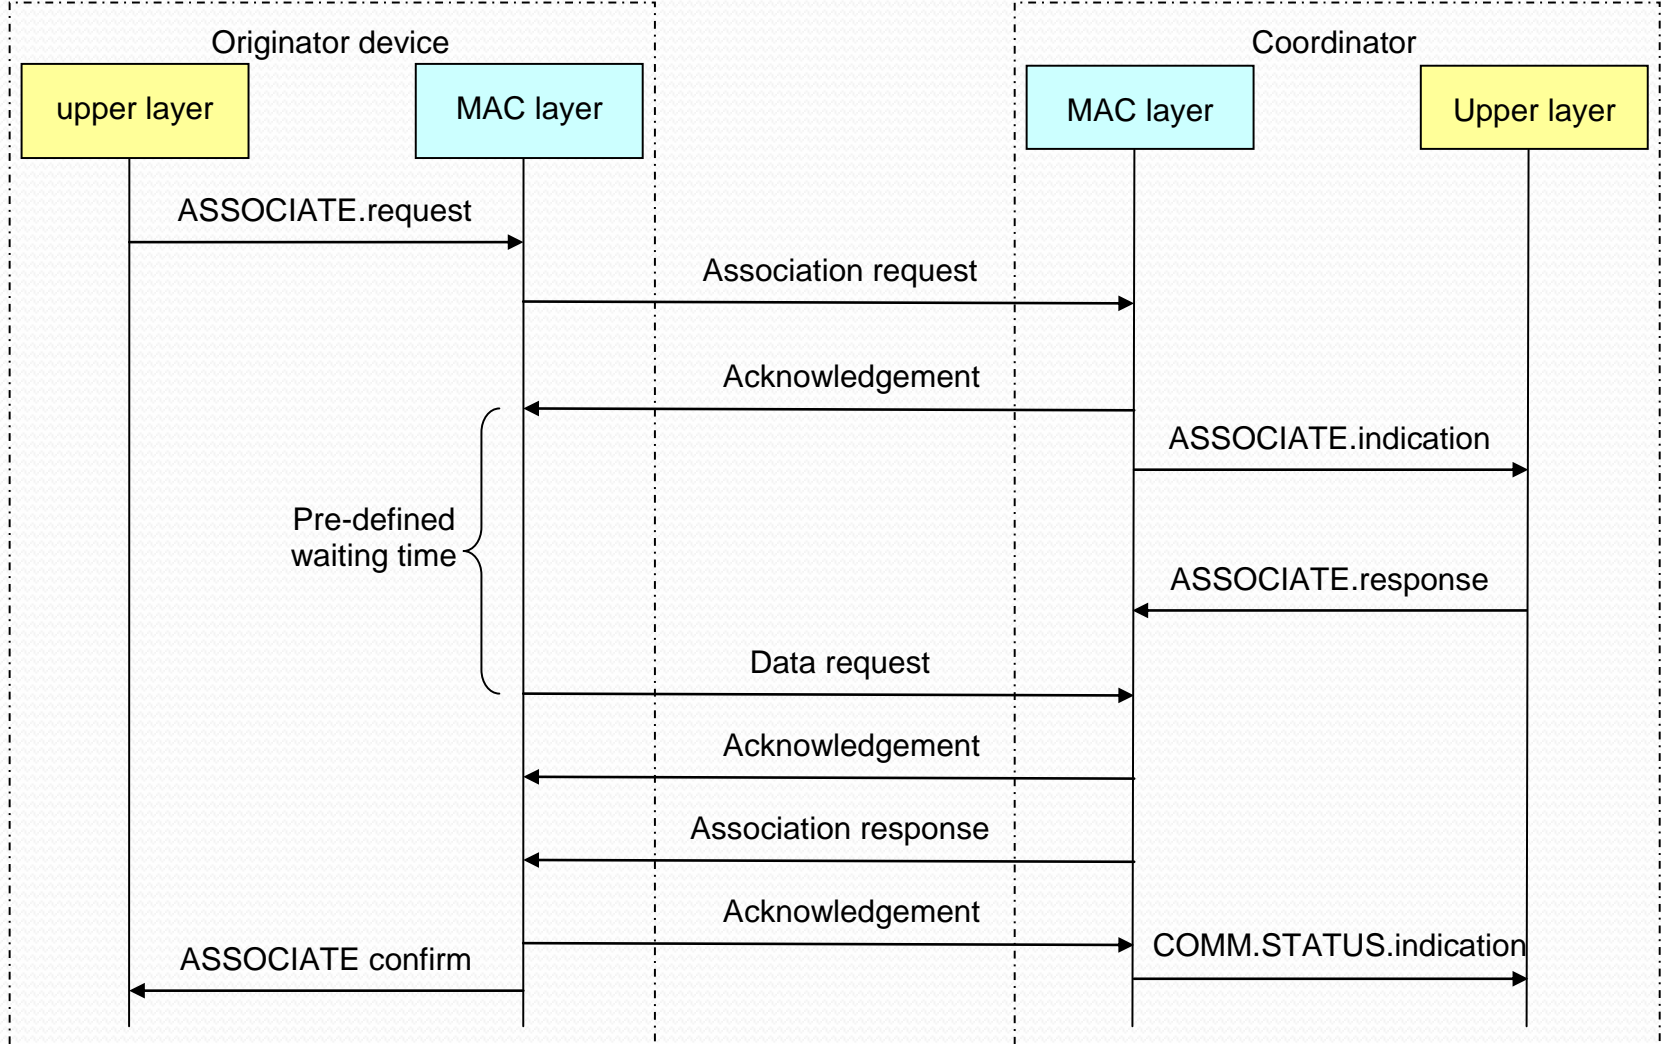 Originator device
Coordinator
upper layer
MAC layer
MAC layer
Upper layer
ASSOCIATE.request
Association request
Acknowledgement
ASSOCIATE.indication
Pre-defined
waiting time
ASSOCIATE.response
Data request
Acknowledgement
Association response
Acknowledgement
COMM.STATUS.indication
ASSOCIATE confirm